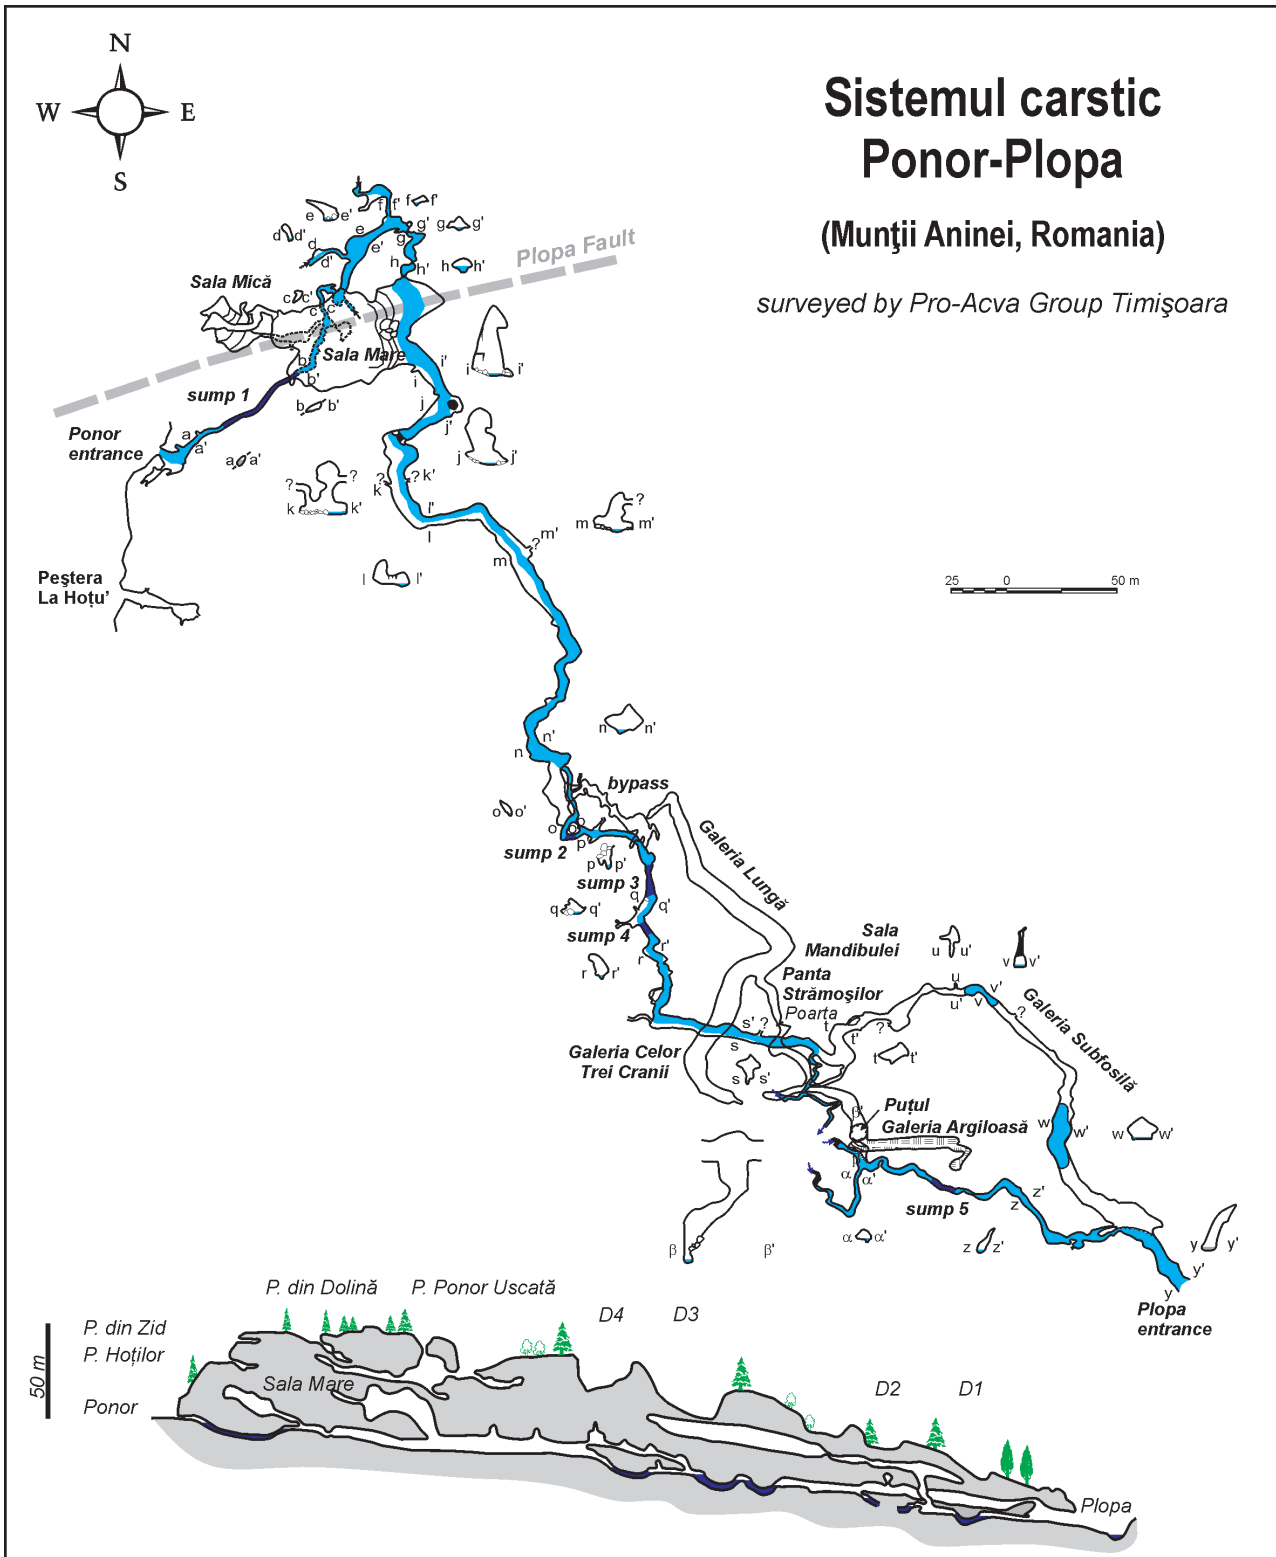 N
W E
S
Sistemul carstic
Ponor-Plopa
(Munţii Aninei, Romania)
surveyed by Pro-Acva Group Timişoara
Plopa Fault
Sala Mică
Sala Mare
sump 1
Ponor
entrance
Peştera
La Hoțu'
25 0 50 m
e e'
f f'
f f'
d d'
d
d'
e
e'
g g'
g g'
h h'
h h'
c c'
c c'
b
b'
b b'
i i'
i
i'
a
a'
a a'
j
j'
j j'
? ?
k k'
? ? k'
k
l'
l
l l'
m
m'
?
?
m m'
n n'
n
n'
bypass
o o'
o
p
p'
sump 2
p p'
sump 3
q
q'
q q'
sump 4
r
r'
r r'
Galeria Lungă
Sala
Mandibulei
Panta
Strămoşilor
Poarta
u u'
v v'
u
u'
v
v'
?
Galeria Subfosilă
s' ?
s
s s'
t
t'
?
t t'
Galeria Celor
Trei Cranii
β'
Puțul
Galeria Argiloasă
w w'
w w'
α α'
α α'
sump 5
z
z'
z z'
β β'
y y'
y'
y
Plopa
entrance
P. din Dolină P. Ponor Uscată
D4 D3
P. din Zid
P. Hoților
50 m
Sala Mare
Ponor
D2 D1
Plopa